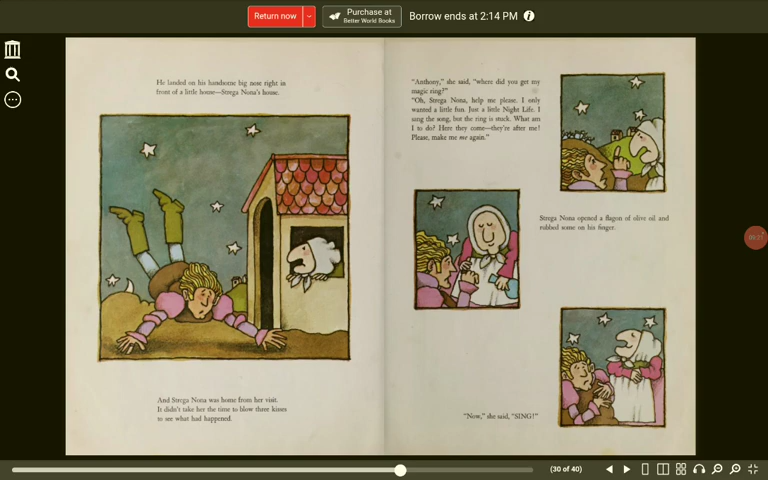 Return now
Purchase at
Better World Books
Borrow ends at 2:14 PM
He landed on his handsome big nose right in
front of a little house—Strega Nona's house.
And Strega Nona was home from her visit.
It didn't take her the time to blow three kisses
to see what had happened.
"Anthony," she said, "where did you get my
magic ring?"
"Oh, Strega Nona, help me please. I only
wanted a little fun. Just a little Night Life. I
sang the song, but the ring is stuck. What am
I to do? Here they come—they're after me!
Please, make me me again."
Strega Nona opened a flagon of olive oil and
rubbed some on his finger.
"Now," she said, "SING!"
(30 of 40)